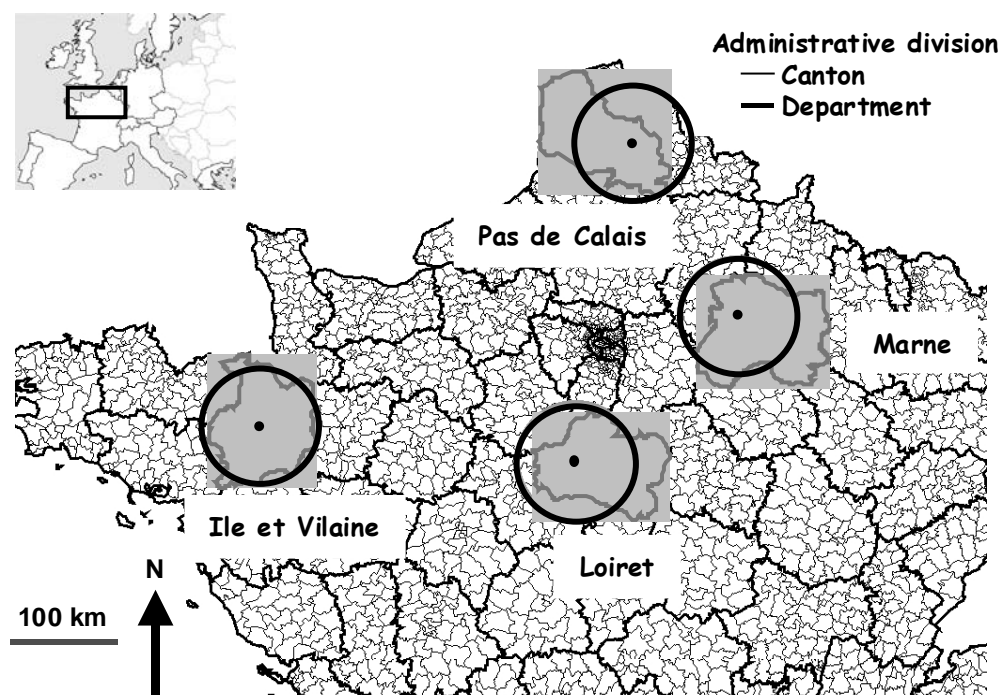 Administrative division
Canton
Department
Pas de Calais
Marne
Ile et Vilaine
Loiret
N
100 km